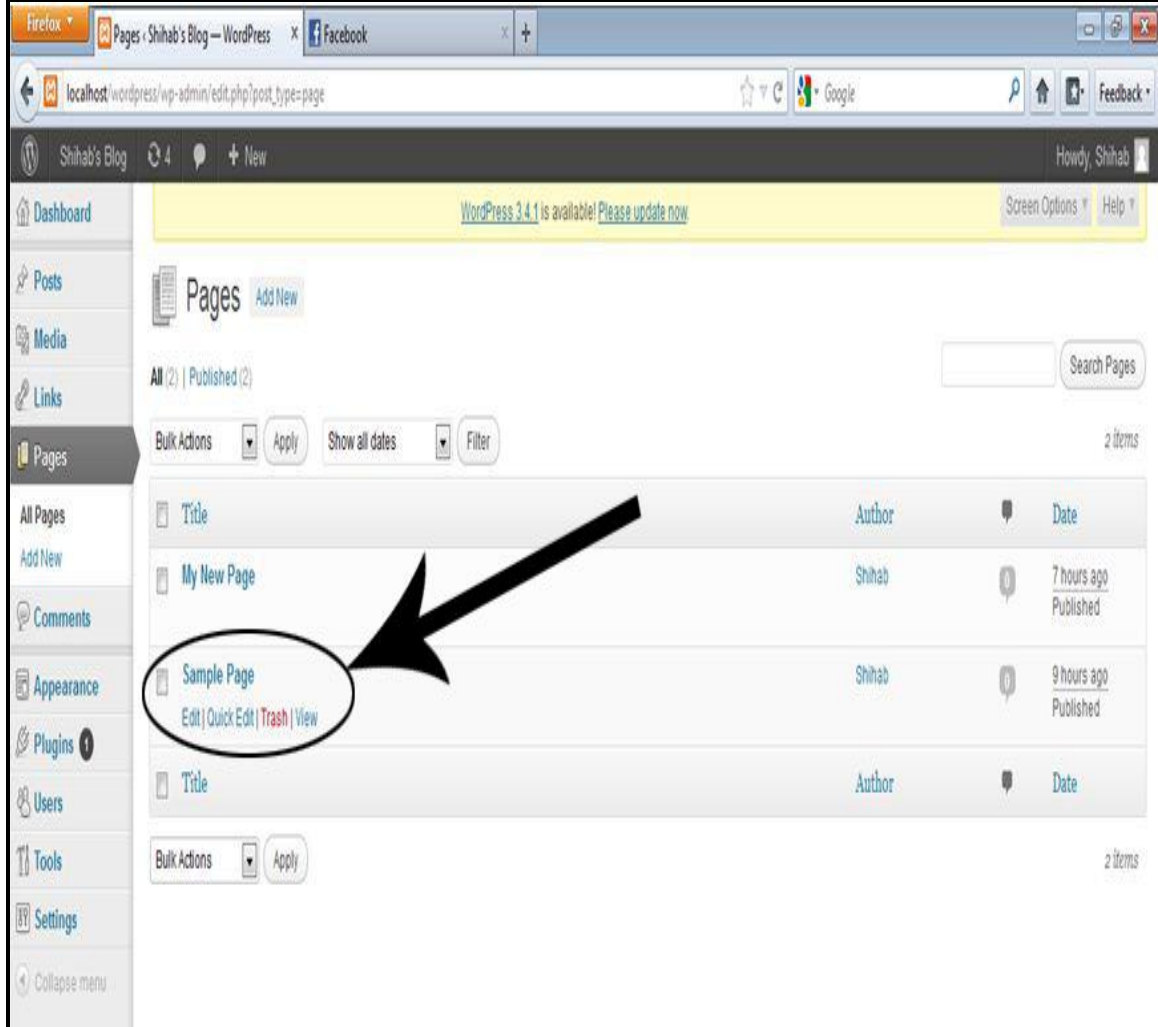 Firefox
Pages ‹ Shihab's Blog — WordPress
Facebook
localhost/wordpress/wp-admin/edit.php?post_type=page
Google
Feedback
Shihab's Blog 4 + New
Howdy, Shihab
Dashboard
WordPress 3.4.1 is available! Please update now.
Screen Options
Help
Posts
Pages Add New
Media
Search Pages
All (2) | Published (2)
Links
Bulk Actions
Apply
Show all dates
Filter
2 items
Pages
All Pages
Title
Author
Date
Add New
My New Page
Shihab
0
7 hours ago
Published
Comments
Sample Page
Shihab
0
9 hours ago
Published
Edit | Quick Edit | Trash | View
Appearance
Plugins 1
Title
Author
Date
Users
Tools
Bulk Actions
Apply
2 items
Settings
Collapse menu